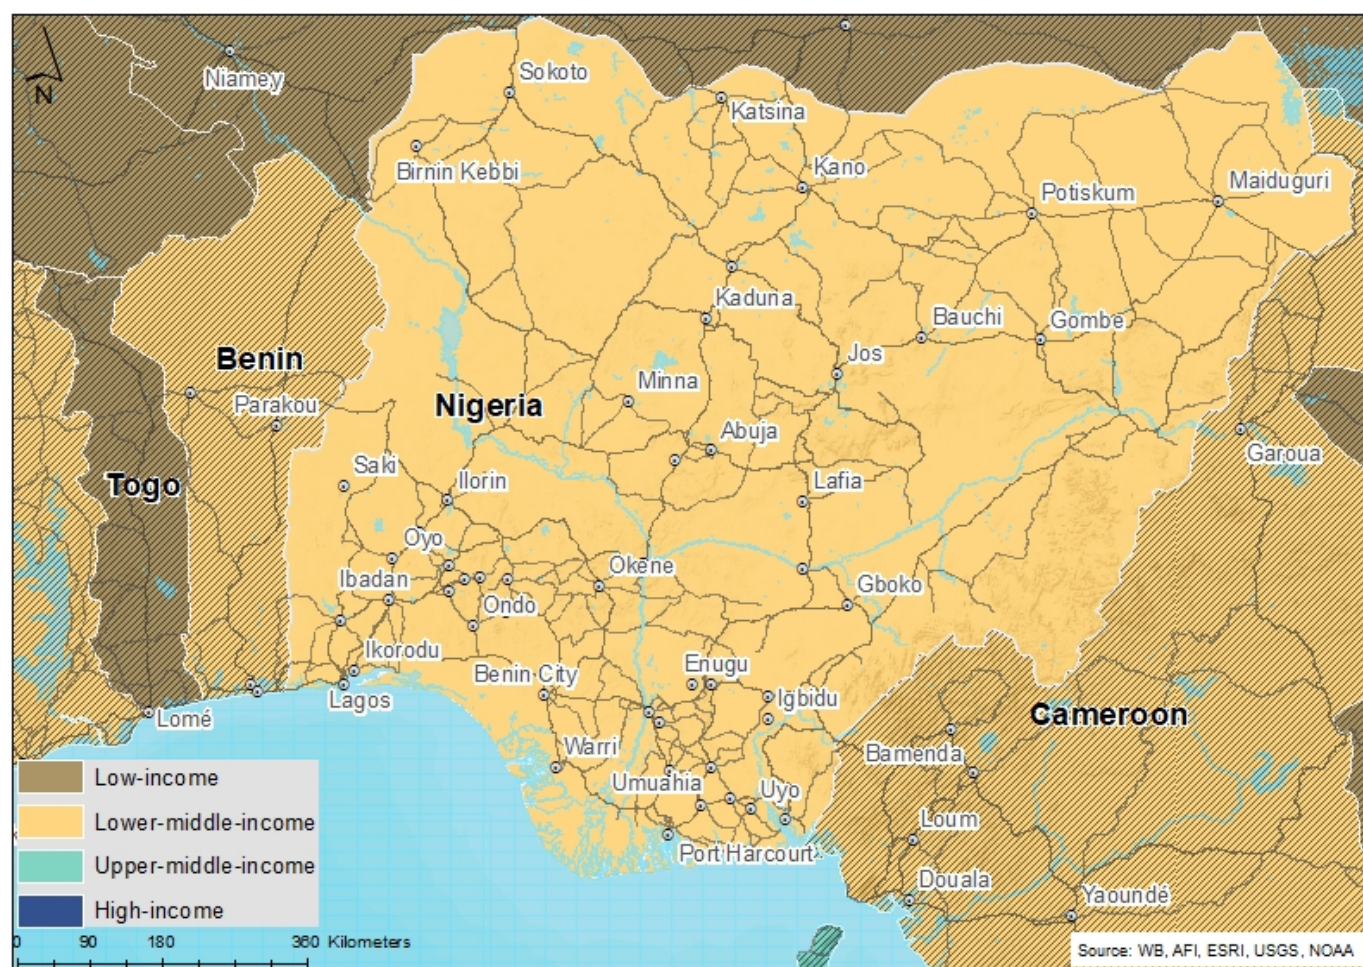 N
Niamey
Sokoto
Katsina
Birnin Kebbi
Kano
Potiskum
Maiduguri
Kaduna
Bauchi
Gombe
Jos
Benin
Minna
Nigeria
Parakou
Abuja
Garoua
Togo
Saki
Ilorin
Lafia
Oyo
Okene
Ibadan
Gboko
Ondo
Ikorodu
Enugu
Benin City
Lagos
Igbidu
Lomé
Cameroon
Warri
Bamenda
Umuahia
Uyo
Loum
Port Harcourt
Douala
Yaoundé
Low-income
Lower-middle-income
Upper-middle-income
High-income
0 90 180 360 Kilometers
Source: WB, AFI, ESRI, USGS, NOAA